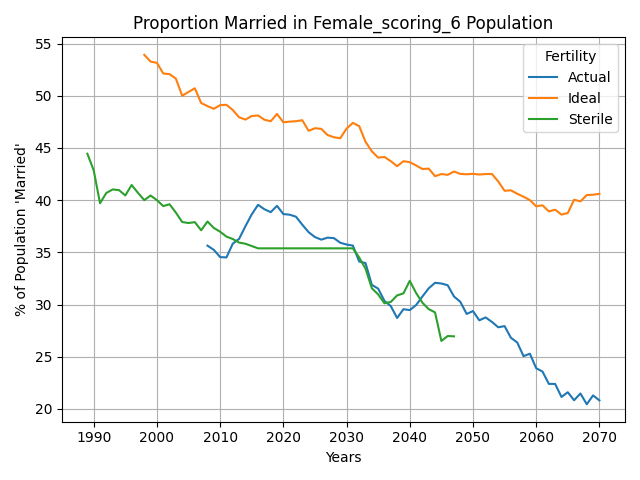 Proportion Married in Female_scoring_6 Population
% of Population 'Married'
55
50
45
40
35
30
25
20
Fertility
Actual
Ideal
Sterile
1990 2000 2010 2020 2030 2040 2050 2060 2070
Years